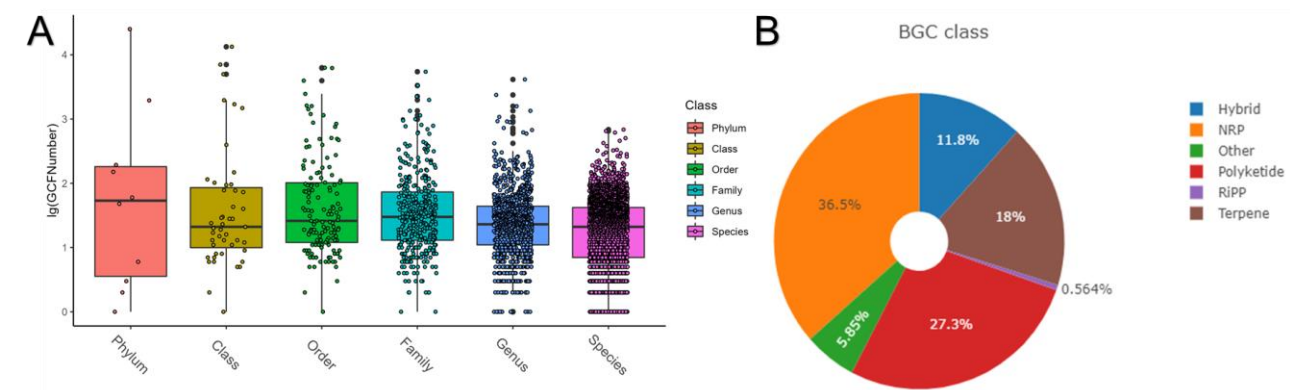 A
lg(GCFNumber)
4
3
2
1
0
Phylum
Class
Order
Family
Genus
Species
Class
Phylum
Class
Order
Family
Genus
Species
B
BGC class
11.8%
18%
0.564%
27.3%
5.85%
36.5%
Hybrid
NRP
Other
Polyketide
RiPP
Terpene